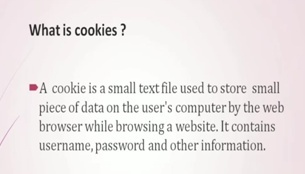 What is cookies ?
A cookie is a small text file used to store small
piece of data on the user's computer by the web
browser while browsing a website. It contains
username, password and other information.